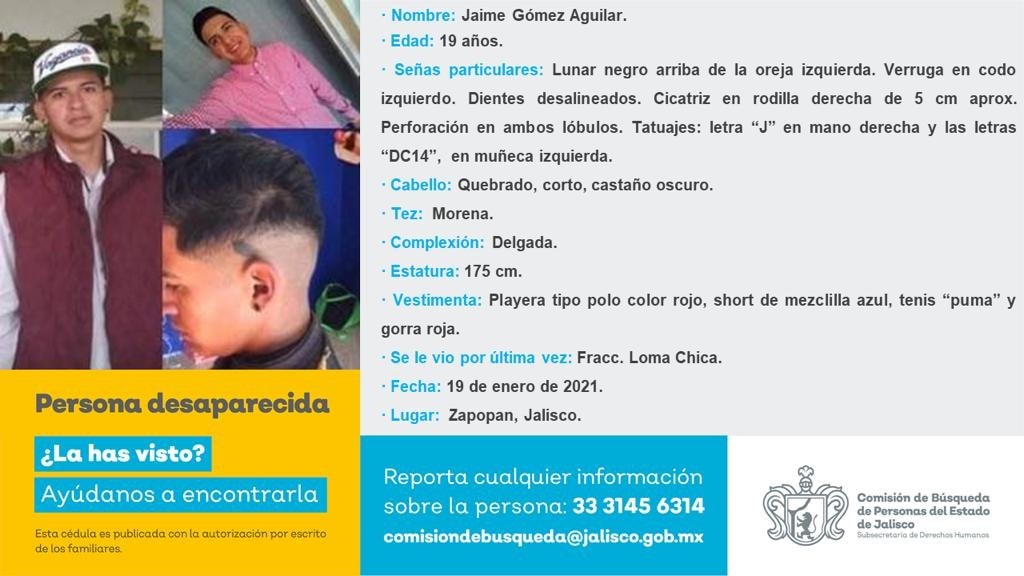 Vagancia
· Nombre: Jaime Gómez Aguilar.
· Edad: 19 años.
· Señas particulares: Lunar negro arriba de la oreja izquierda. Verruga en codo
izquierdo. Dientes desalineados. Cicatriz en rodilla derecha de 5 cm aprox.
Perforación en ambos lóbulos. Tatuajes: letra “J” en mano derecha y las letras
“DC14”, en muñeca izquierda.
· Cabello: Quebrado, corto, castaño oscuro.
· Tez: Morena.
· Complexión: Delgada.
· Estatura: 175 cm.
· Vestimenta: Playera tipo polo color rojo, short de mezclilla azul, tenis “puma” y
gorra roja.
· Se le vio por última vez: Fracc. Loma Chica.
· Fecha: 19 de enero de 2021.
· Lugar: Zapopan, Jalisco.
Persona desaparecida
¿La has visto?
Ayúdanos a encontrarla
Esta cédula es publicada con la autorización por escrito
de los familiares.
Reporta cualquier información
sobre la persona: 33 3145 6314
comisiondebusqueda@jalisco.gob.mx
Comisión de Búsqueda
de Personas del Estado
de Jalisco
Subsecretaría de Derechos Humanos